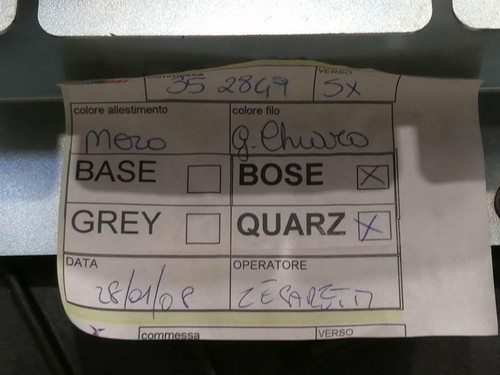 commessa VERSO
35 2849 SX
colore allestimento colore filo
Nero G. Chiaro
BASE BOSE
GREY QUARZ
DATA OPERATORE
28/01/08
commessa VERSO